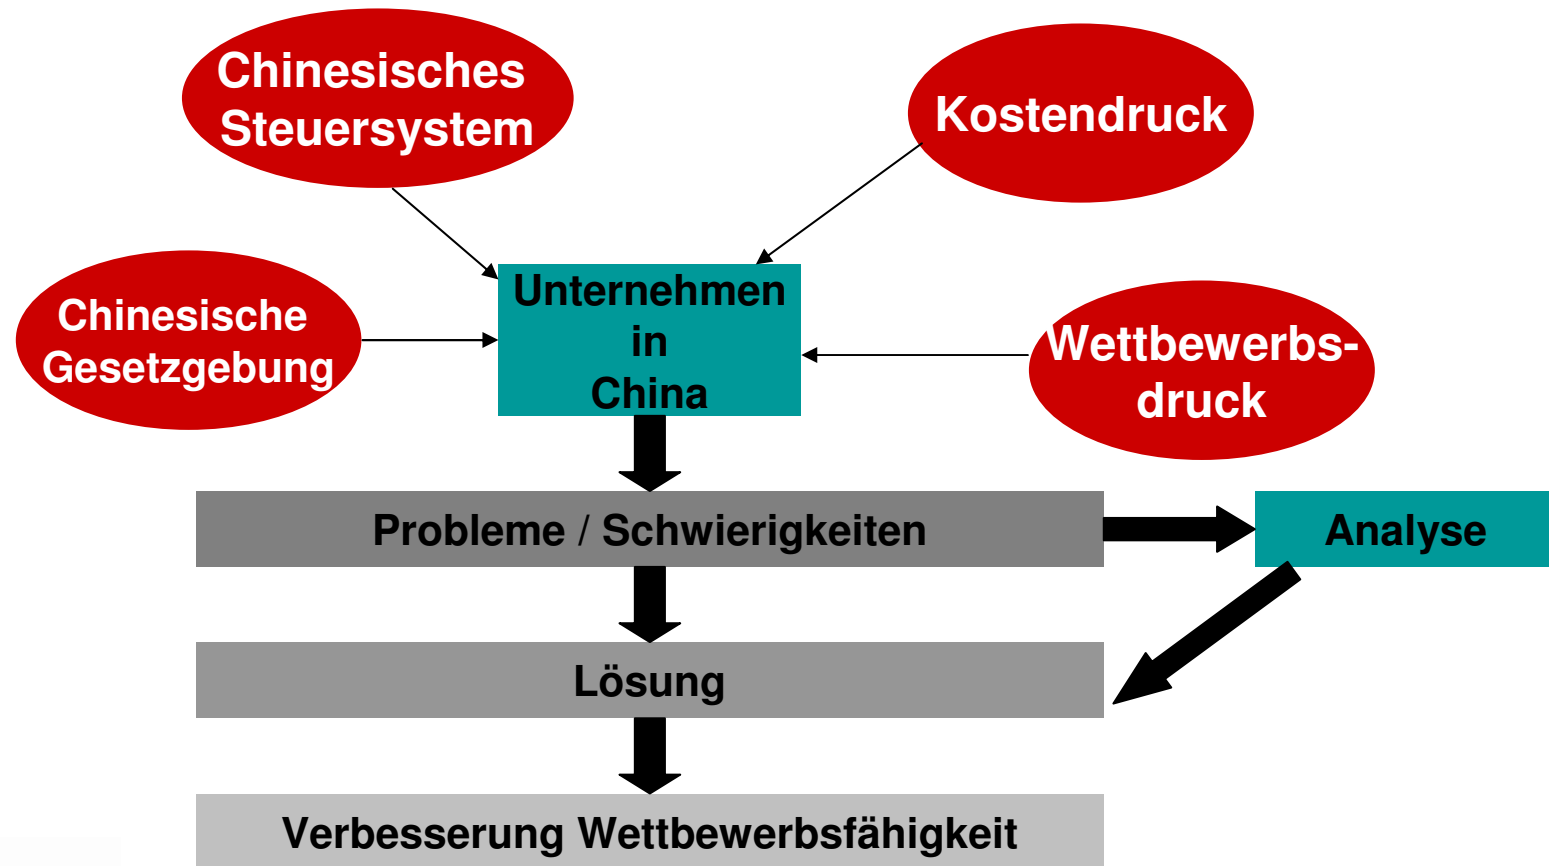 Chinesisches
Steuersystem
Kostendruck
Chinesische
Gesetzgebung
Unternehmen
in
China
Wettbewerbs-
druck
Probleme / Schwierigkeiten
Analyse
Lösung
Verbesserung Wettbewerbsfähigkeit